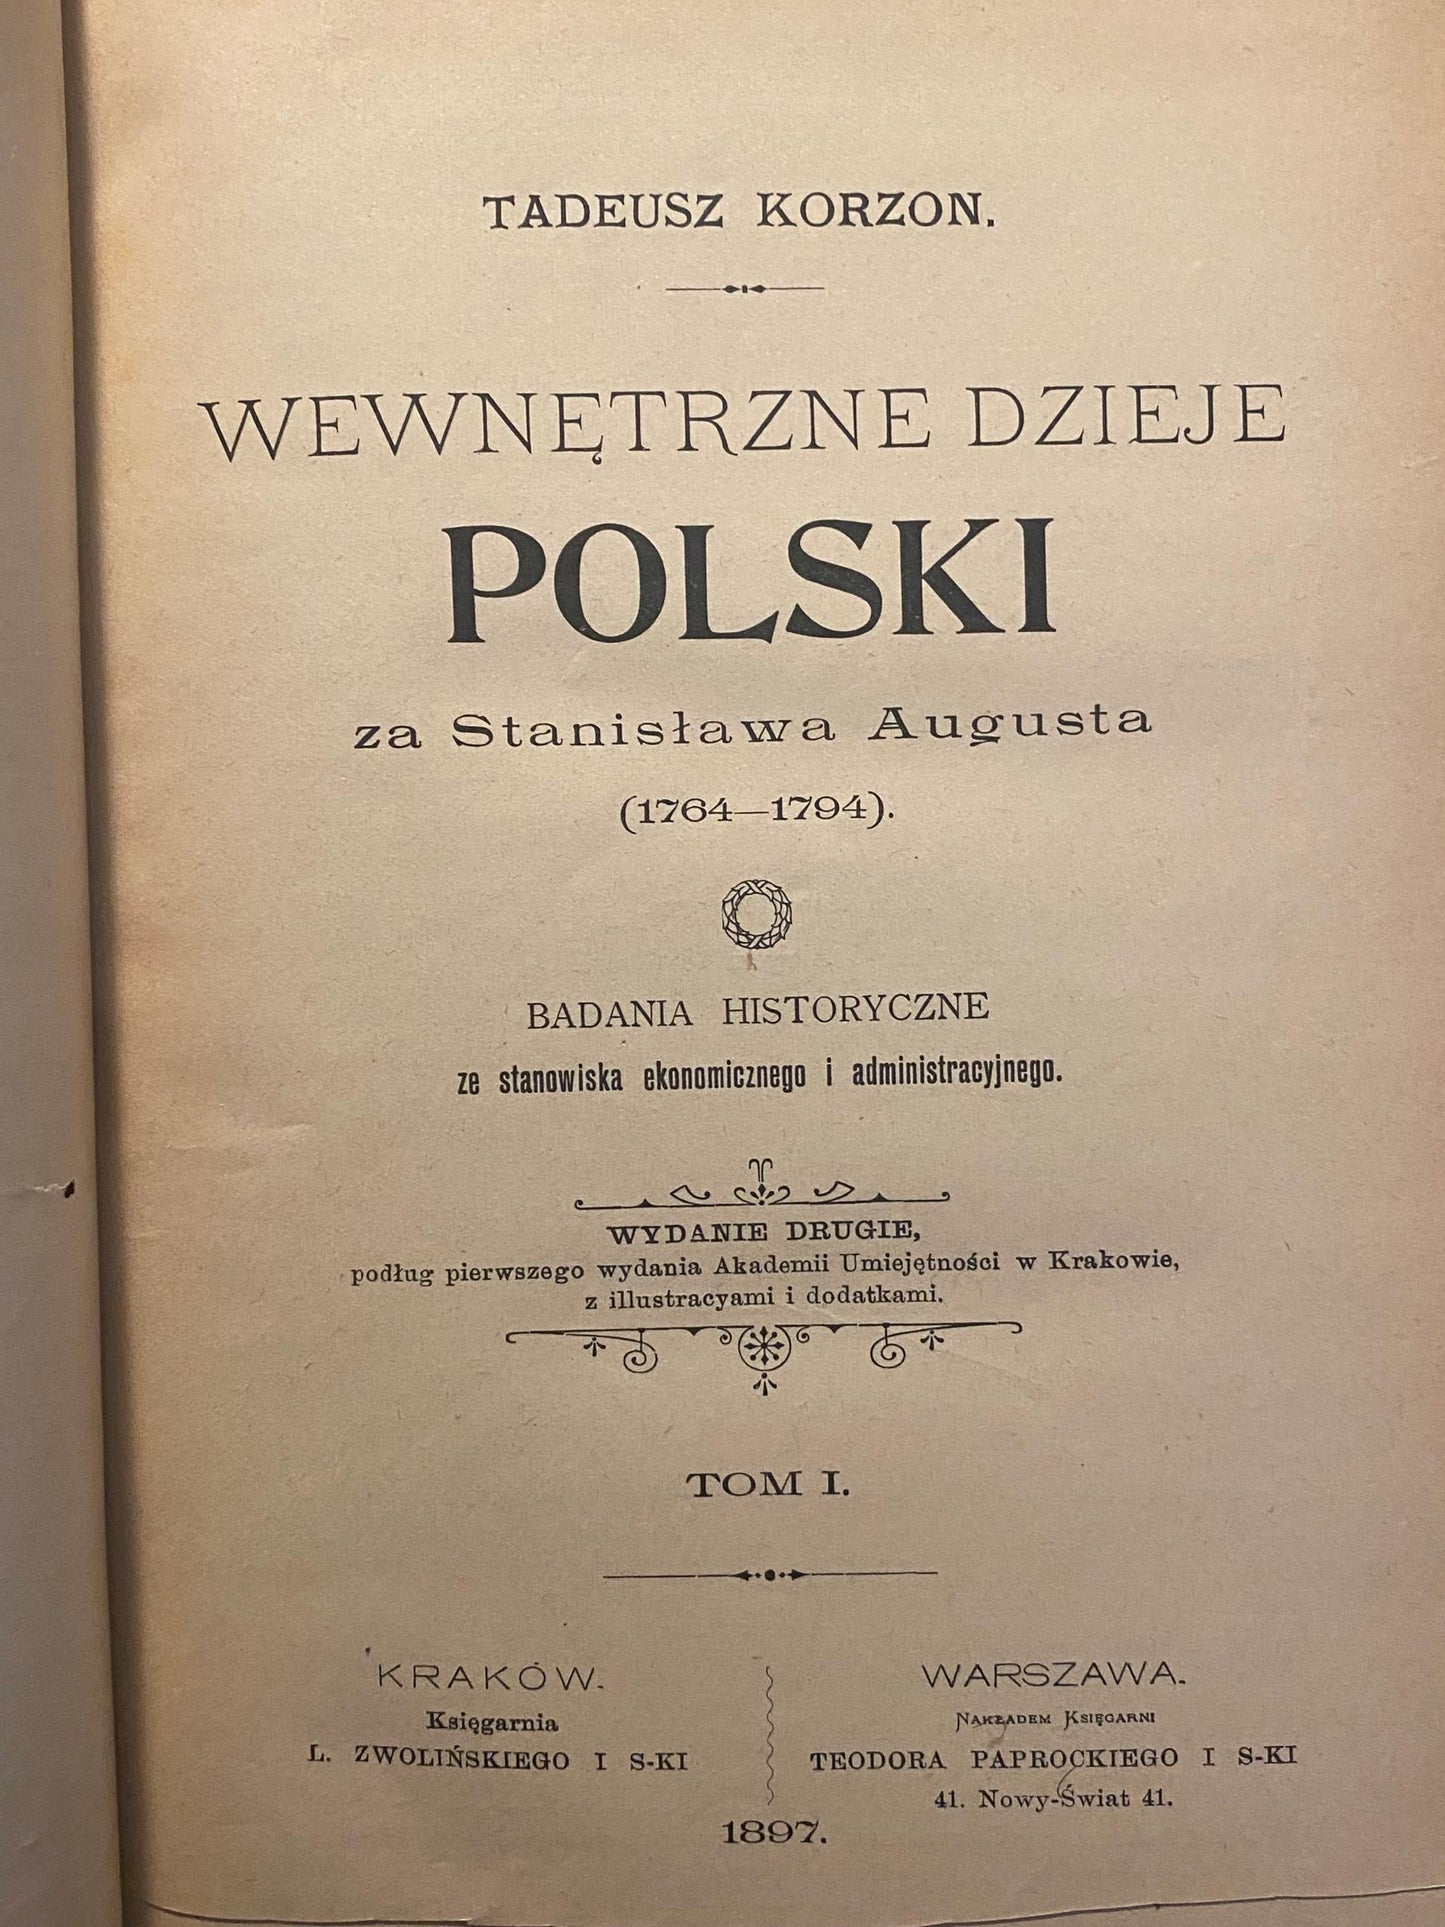 TADEUSZ KORZON.
WEWNĘTRZNE DZIEJE
POLSKI
za Stanisława Augusta
(1764—1794).
BADANIA HISTORYCZNE
ze stanowiska ekonomicznego i administracyjnego.
WYDANIE DRUGIE,
podług pierwszego wydania Akademii Umiejętności w Krakowie,
z illustracyami i dodatkami.
TOM I.
KRAKÓW.
Księgarnia
L. ZWOLIŃSKIEGO I S-KI
WARSZAWA.
Nakładem Księgarni
TEODORA PAPROCKIEGO I S-KI
41. Nowy-Świat 41.
1897.